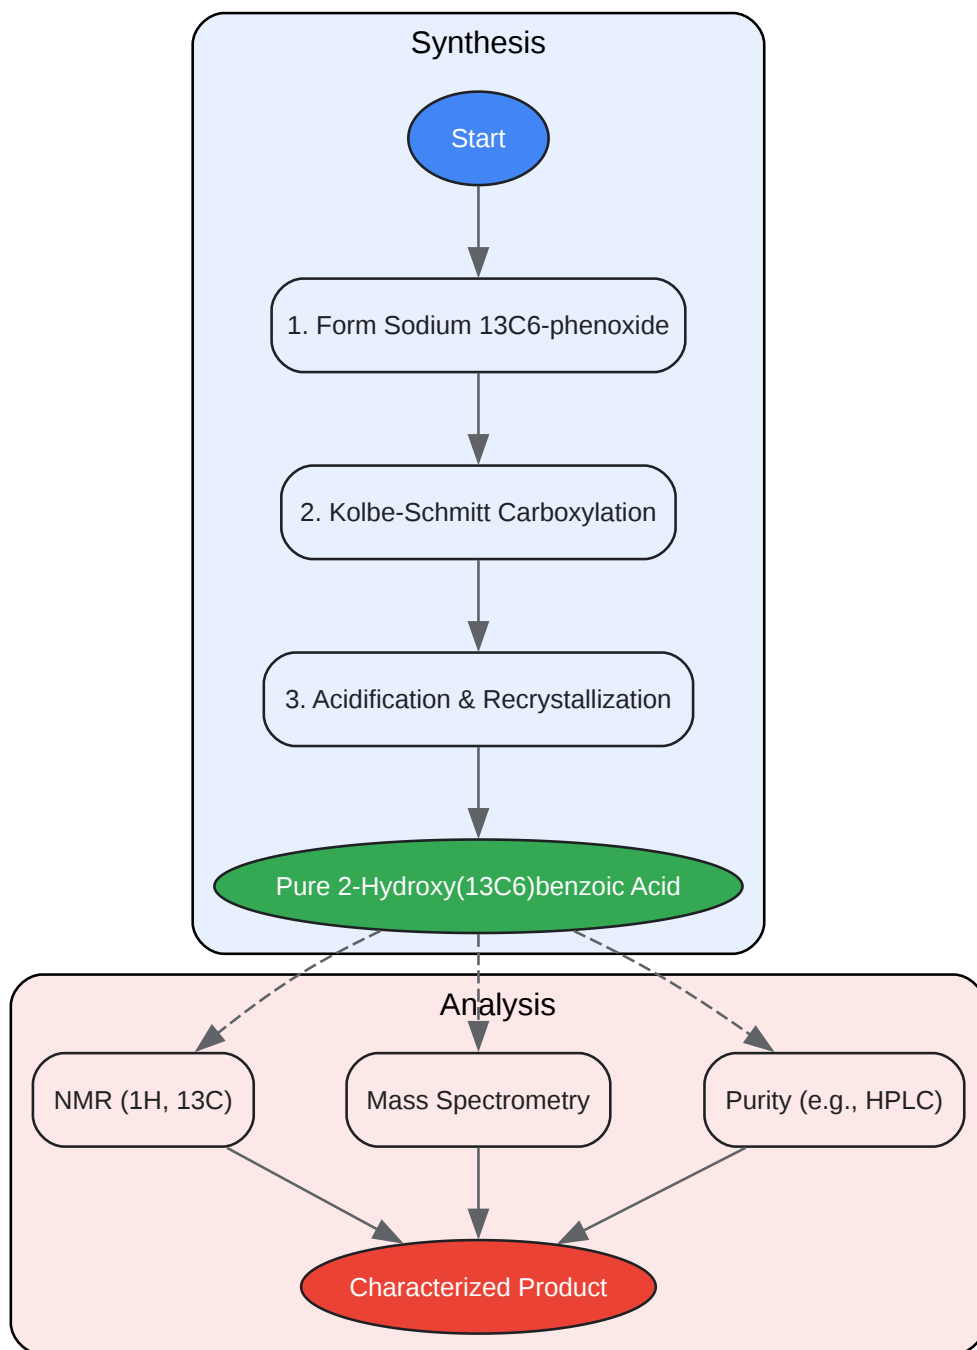 Synthesis
Start
1. Form Sodium 13C6-phenoxide
2. Kolbe-Schmitt Carboxylation
3. Acidification & Recrystallization
Pure 2-Hydroxy(13C6)benzoic Acid
Analysis
NMR (1H, 13C)
Mass Spectrometry
Purity (e.g., HPLC)
Characterized Product